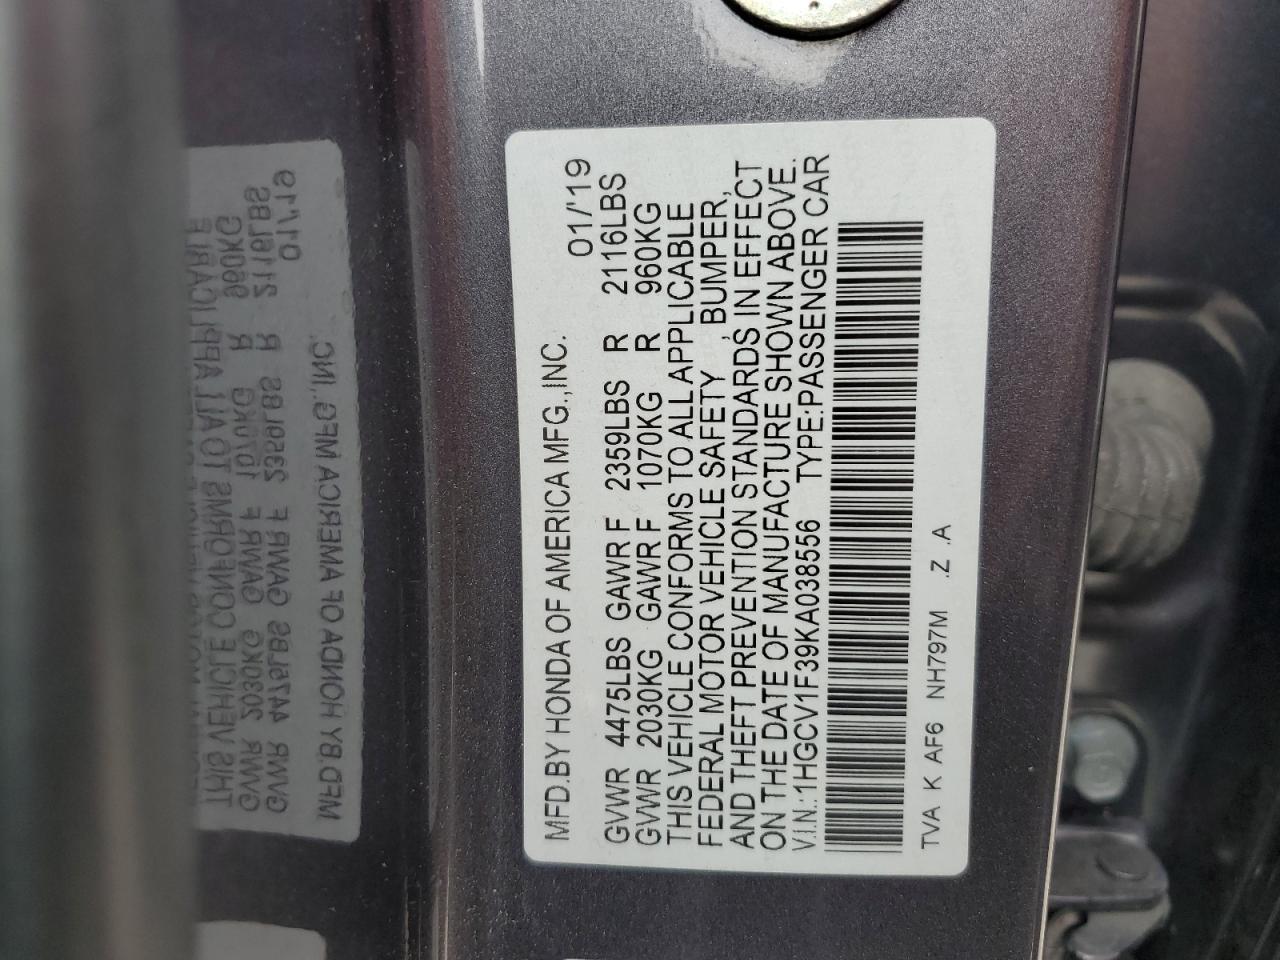 MFD.BY HONDA OF AMERICA MFG.,INC. 01/'19
GVWR 4475LBS GAWR F 2359LBS R 2116LBS
GVWR 2030KG GAWR F 1070KG R 960KG
THIS VEHICLE CONFORMS TO ALL APPLICABLE
FEDERAL MOTOR VEHICLE SAFETY , BUMPER,
AND THEFT PREVENTION STANDARDS IN EFFECT
ON THE DATE OF MANUFACTURE SHOWN ABOVE.
V.I.N.:1HGCV1F39KA038556 TYPE:PASSENGER CAR
TVA K AF6 NH797M .Z .A